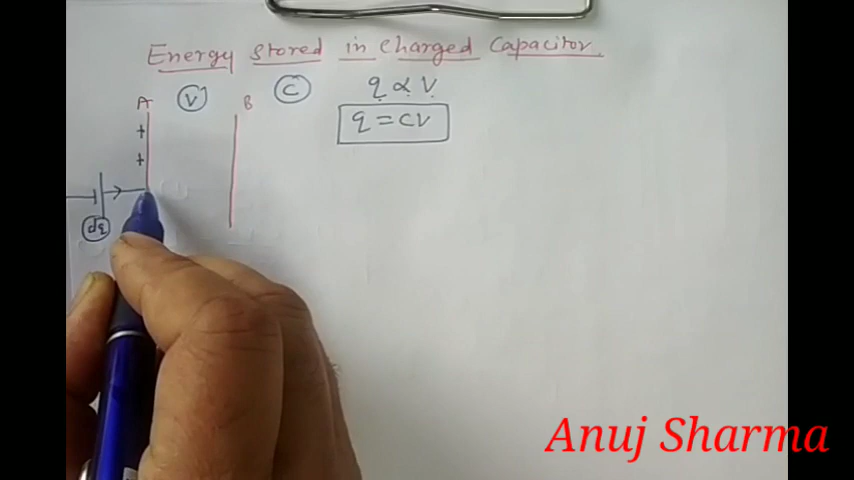 Energy stored in charged capacitor.
A V B C q ∝ V
+ q = CV
+
dq
Anuj Sharma